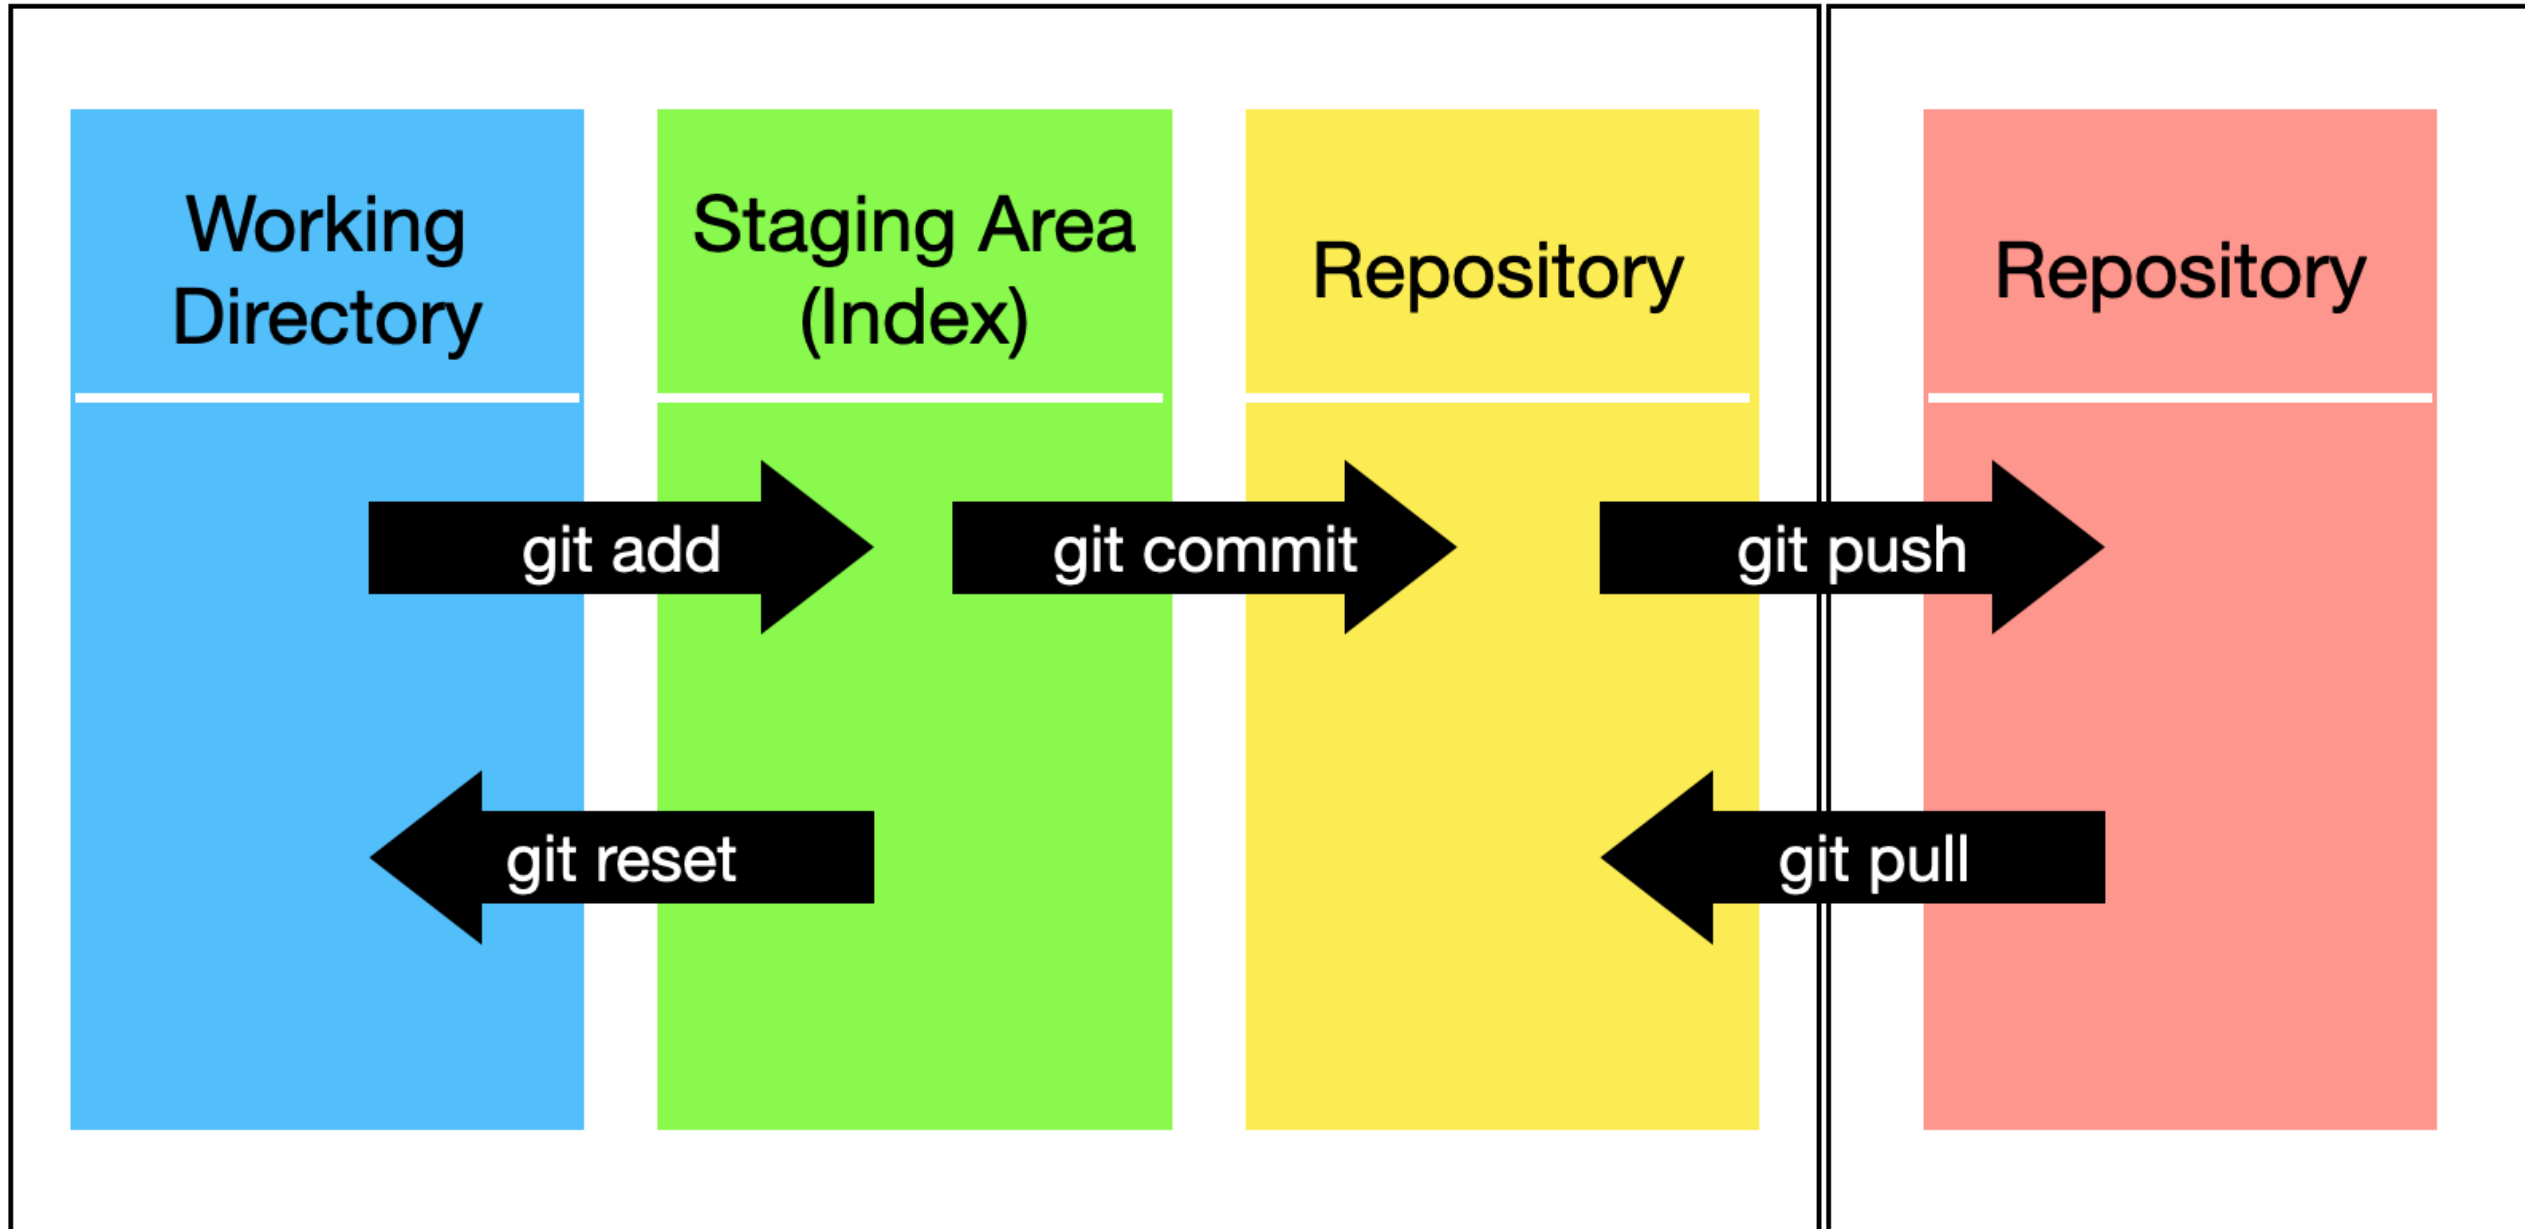 Working
Directory
Staging Area
(Index)
Repository
Repository
git add
git commit
git push
git reset
git pull